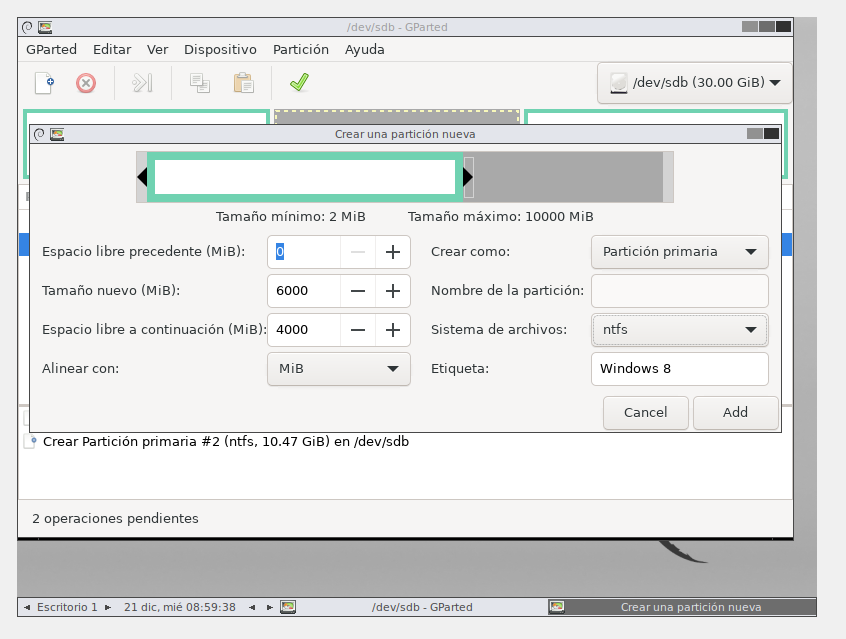 /dev/sdb - GParted
GParted Editar Ver Dispositivo Partición Ayuda
/dev/sdb (30.00 GiB)
Crear una partición nueva
Tamaño mínimo: 2 MiB Tamaño máximo: 10000 MiB
Espacio libre precedente (MiB): 0 Crear como: Partición primaria
Tamaño nuevo (MiB): 6000 Nombre de la partición:
Espacio libre a continuación (MiB): 4000 Sistema de archivos: ntfs
Alinear con: MiB Etiqueta: Windows 8
Cancel Add
Crear Partición primaria #2 (ntfs, 10.47 GiB) en /dev/sdb
2 operaciones pendientes
Escritorio 1 21 dic, mié 08:59:38 /dev/sdb - GParted Crear una partición nueva